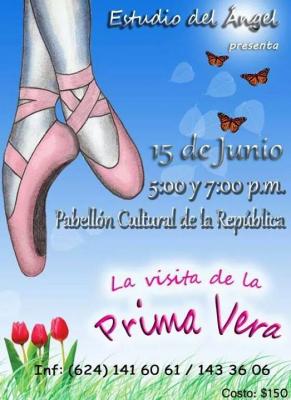 Estudio del Ángel
presenta
15 de Junio
5:00 y 7:00 p.m.
Pabellón Cultural de la República
La visita de la
Prima Vera
Inf: (624) 141 60 61 / 143 36 06
Costo: $150